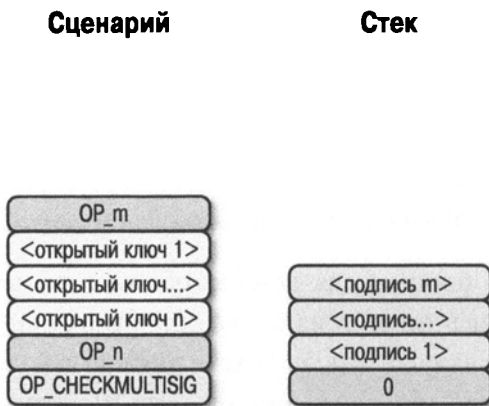 Сценарий
Стек
OP_m
<открытый ключ 1>
<открытый ключ...>
<открытый ключ n>
OP_n
OP_CHECKMULTISIG
<подпись m>
<подпись...>
<подпись 1>
0